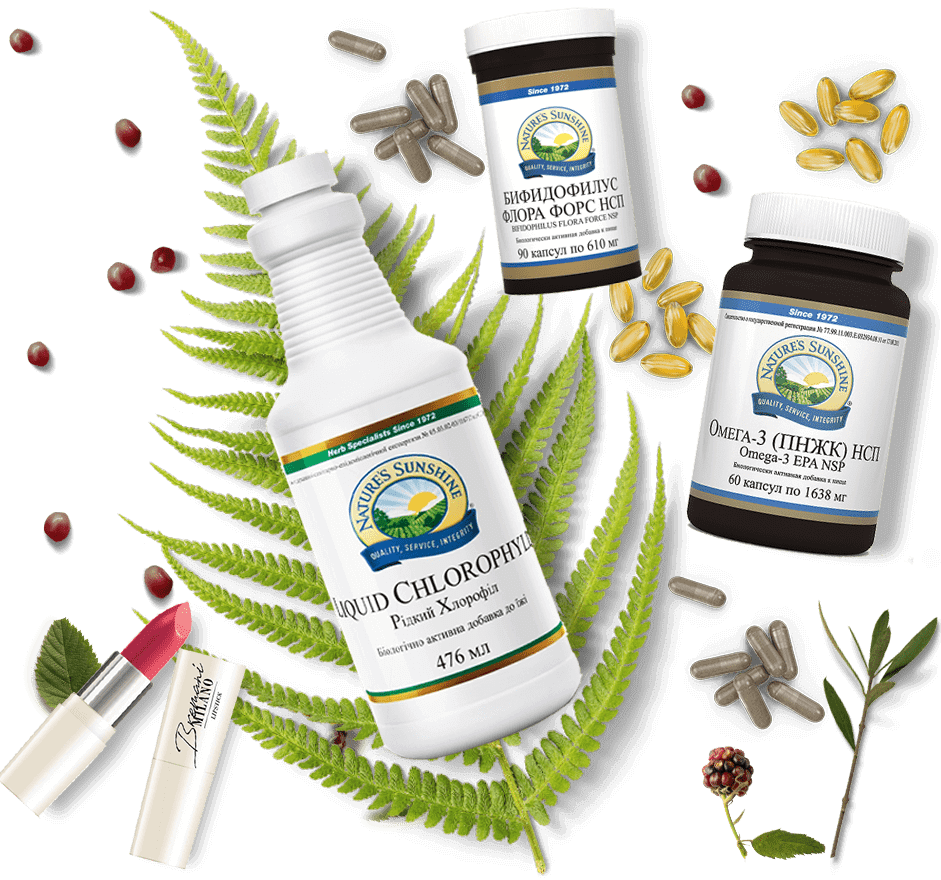 Since 1972
NATURE'S SUNSHINE
QUALITY, SERVICE, INTEGRITY
БИФИДОФИЛУС
ФЛОРА ФОРС НСП
BIFIDOPHILUS FLORA FORCE NSP
Биологически активная добавка к пище
90 капсул по 610 мг
Since 1972
NATURE'S SUNSHINE
QUALITY, SERVICE, INTEGRITY
ОМЕГА-3 (ПНЖК) НСП
Omega-3 EPA NSP
Биологически активная добавка к пище
60 капсул по 1638 мг
Herb Specialists Since 1972
NATURE'S SUNSHINE
QUALITY, SERVICE, INTEGRITY
LIQUID CHLOROPHYLL
Рідкий Хлорофіл
Біологічно активна добавка до їжі
476 мл
Bremani
MILANO
LIPSTICK